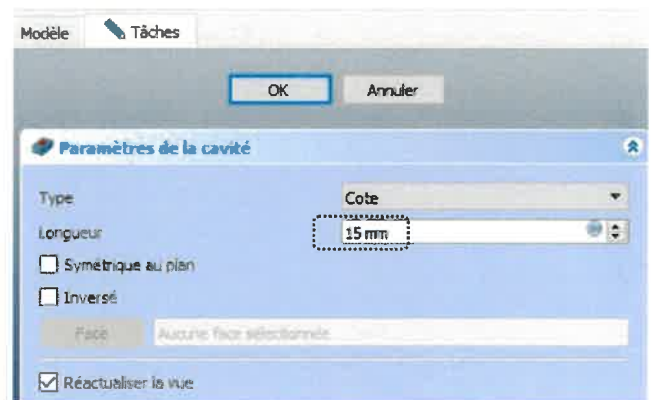 Modèle Tâches
OK Annuler
Paramètres de la cavité
Type Cote
Longueur 15 mm
Symétrique au plan
Inversé
Face Aucune face sélectionnée
Réactualiser la vue